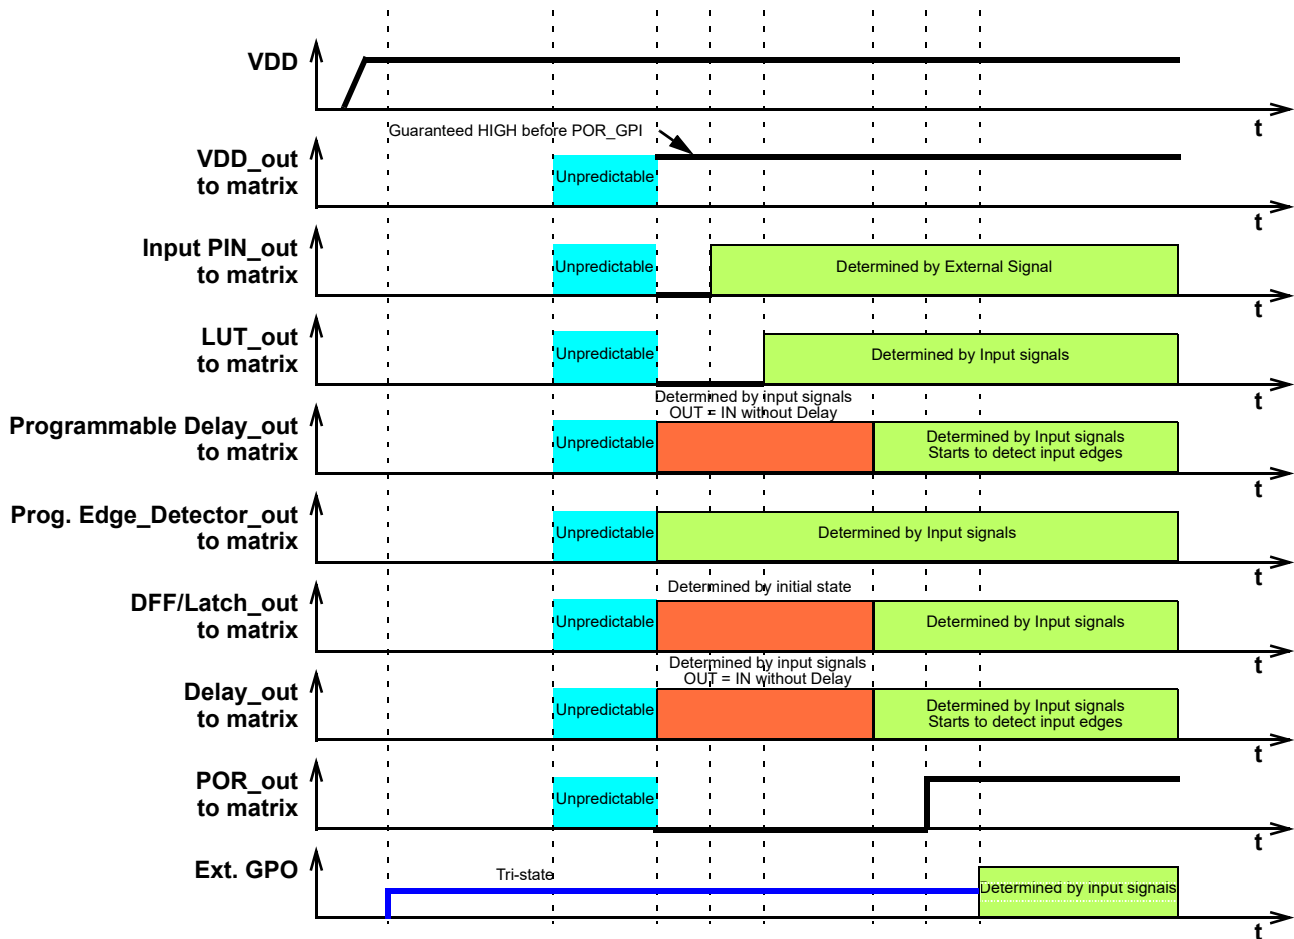 VDD
t
Guaranteed HIGH before POR_GPI
VDD_out
to matrix
Unpredictable
t
Input PIN_out
to matrix
Unpredictable
Determined by External Signal
t
LUT_out
to matrix
Unpredictable
Determined by Input signals
t
Determined by input signals
OUT = IN without Delay
Programmable Delay_out
to matrix
Unpredictable
Determined by Input signals
Starts to detect input edges
t
Prog. Edge_Detector_out
to matrix
Unpredictable
Determined by Input signals
t
Determined by initial state
DFF/Latch_out
to matrix
Unpredictable
Determined by Input signals
t
Determined by input signals
OUT = IN without Delay
Delay_out
to matrix
Unpredictable
Determined by Input signals
Starts to detect input edges
t
POR_out
to matrix
Unpredictable
t
Ext. GPO
Tri-state
Determined by input signals
t